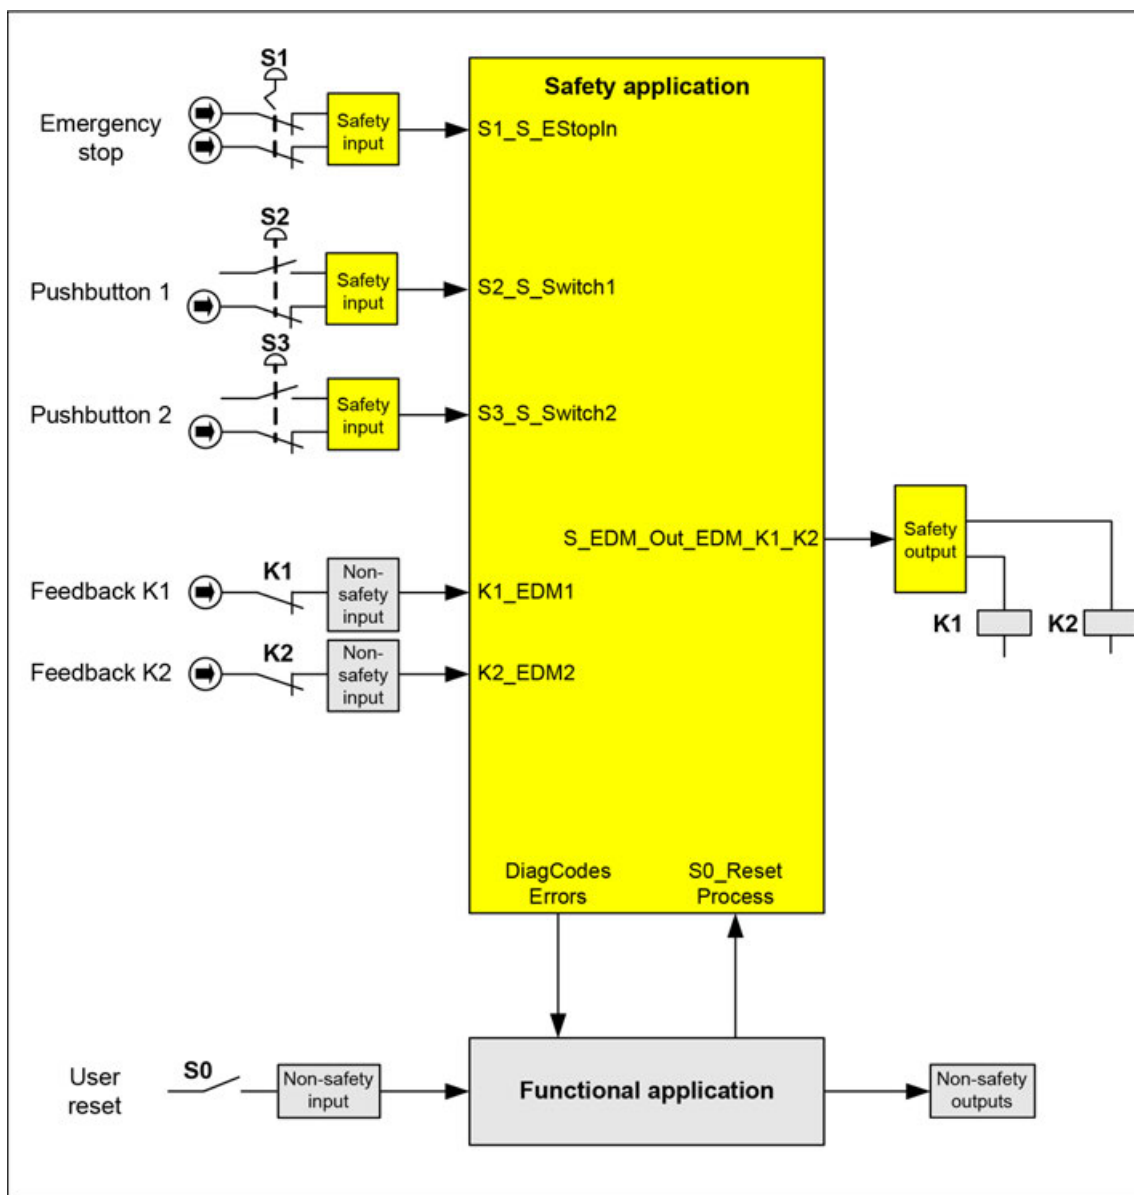 S1
Safety application
Emergency
stop
Safety
input
S1_S_EStopIn
S2
Pushbutton 1
Safety
input
S2_S_Switch1
S3
Pushbutton 2
Safety
input
S3_S_Switch2
S_EDM_Out_EDM_K1_K2
Safety
output
Feedback K1
K1
Non-
safety
input
K1_EDM1
K1
K2
Feedback K2
K2
Non-
safety
input
K2_EDM2
DiagCodes
Errors
S0_Reset
Process
User
reset
S0
Non-safety
input
Functional application
Non-safety
outputs